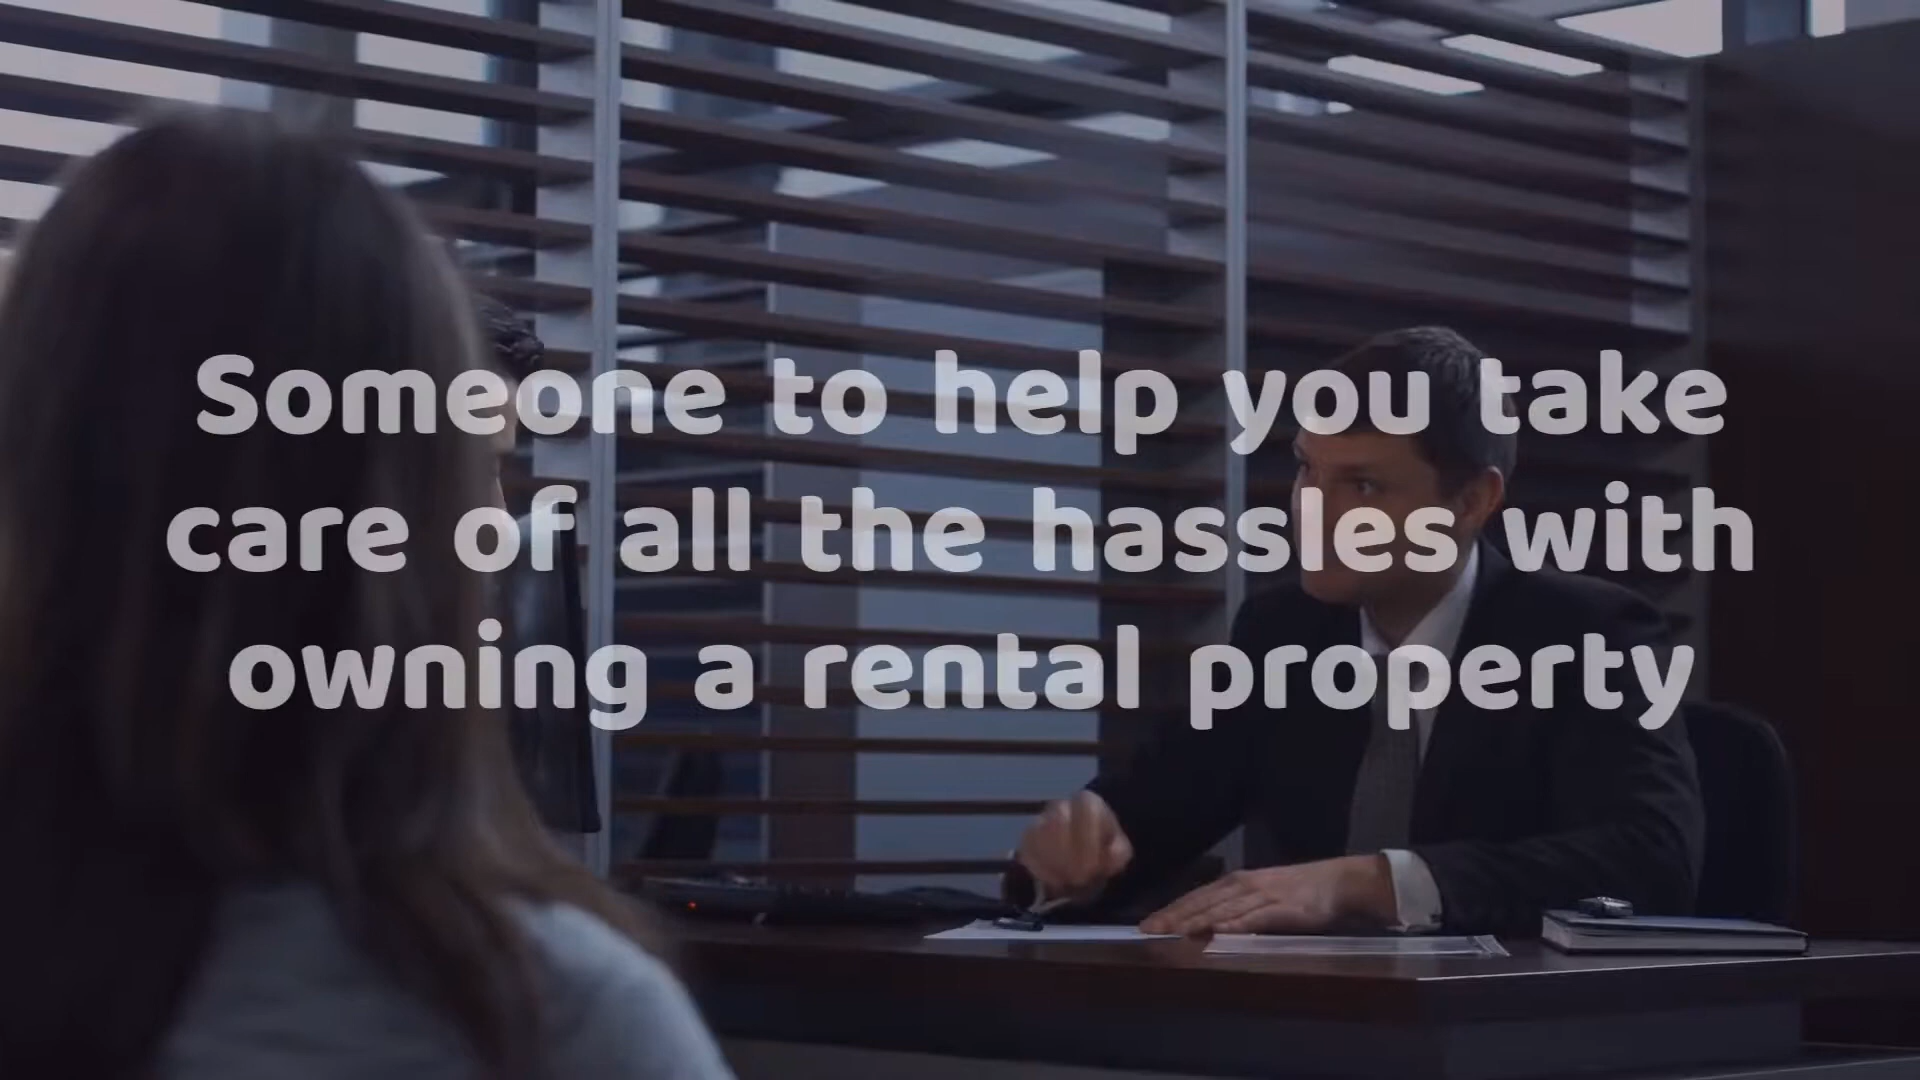 Someone to help you take
care of all the hassles with
owning a rental property